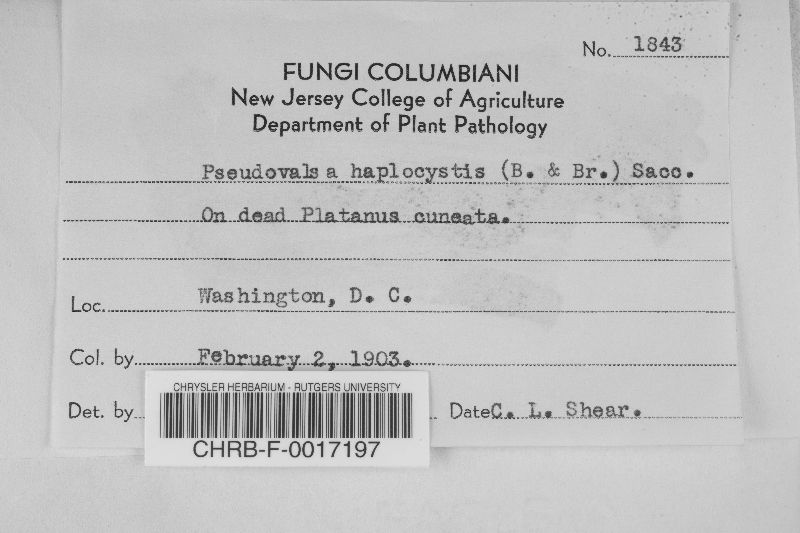 No. 1843
FUNGI COLUMBIANI
New Jersey College of Agriculture
Department of Plant Pathology
Pseudovalsa haplocystis (B. & Br.) Sacc.
On dead Platanus cuneata.
Loc. Washington, D. C.
Col. by February 2, 1903.
Det. by Date C. L. Shear.
CHRYSLER HERBARIUM - RUTGERS UNIVERSITY
CHRB-F-0017197